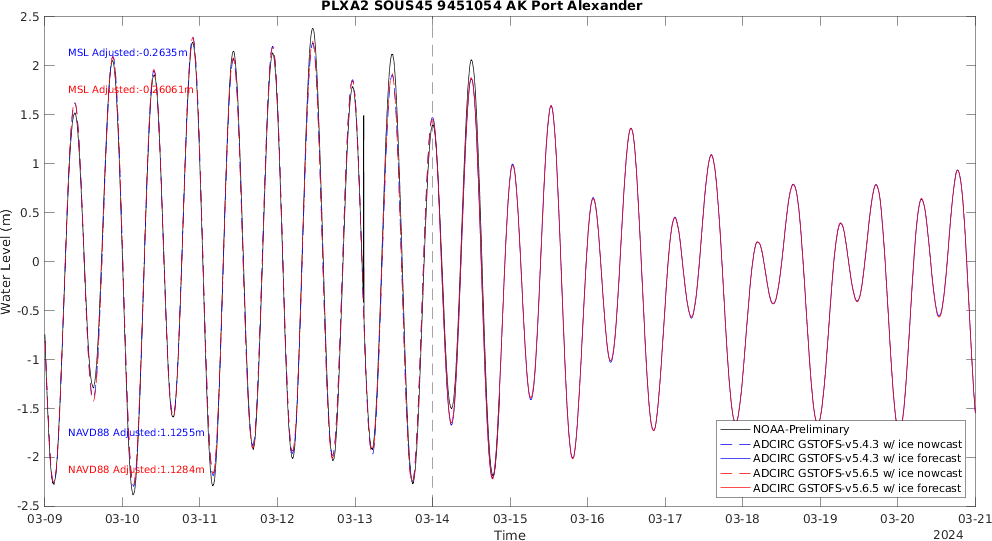 PLXA2 SOUS45 9451054 AK Port Alexander
2.5
2
1.5
1
0.5
0
-0.5
-1
-1.5
-2
-2.5
Water Level (m)
MSL Adjusted:-0.2635m
MSL Adjusted:-0.26061m
NAVD88 Adjusted:1.1255m
NAVD88 Adjusted:1.1284m
NOAA-Preliminary
ADCIRC GSTOFS-v5.4.3 w/ ice nowcast
ADCIRC GSTOFS-v5.4.3 w/ ice forecast
ADCIRC GSTOFS-v5.6.5 w/ ice nowcast
ADCIRC GSTOFS-v5.6.5 w/ ice forecast
03-09 03-10 03-11 03-12 03-13 03-14 03-15 03-16 03-17 03-18 03-19 03-20 03-21
Time
2024